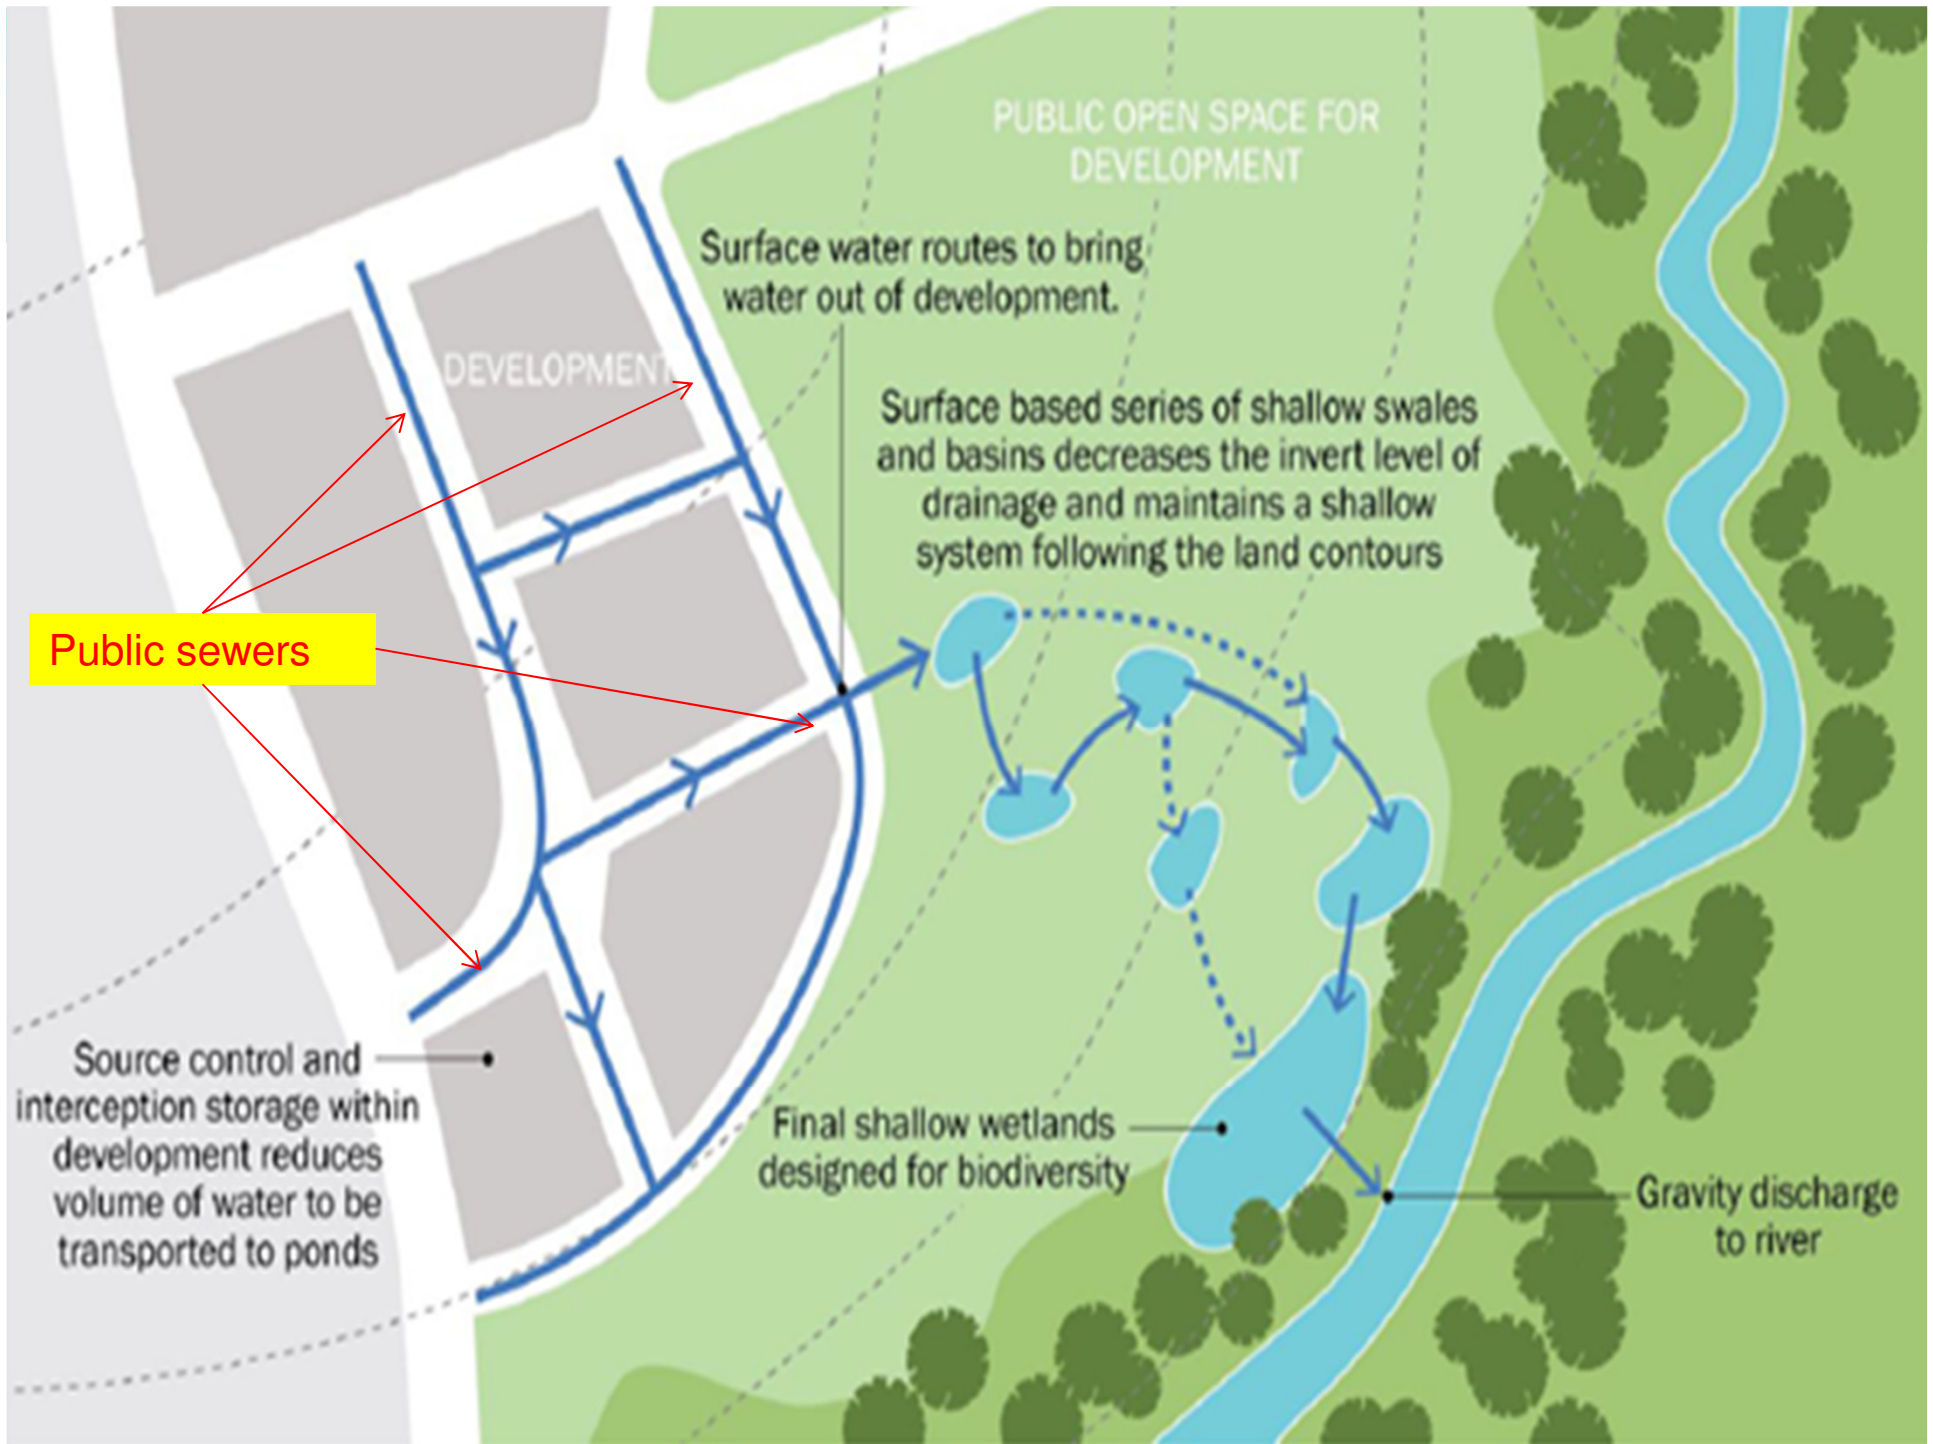 PUBLIC OPEN SPACE FOR
DEVELOPMENT
Surface water routes to bring
water out of development.
DEVELOPMENT
Surface based series of shallow swales
and basins decreases the invert level of
drainage and maintains a shallow
system following the land contours
Public sewers
Source control and
interception storage within
development reduces
volume of water to be
transported to ponds
Final shallow wetlands
designed for biodiversity
Gravity discharge
to river